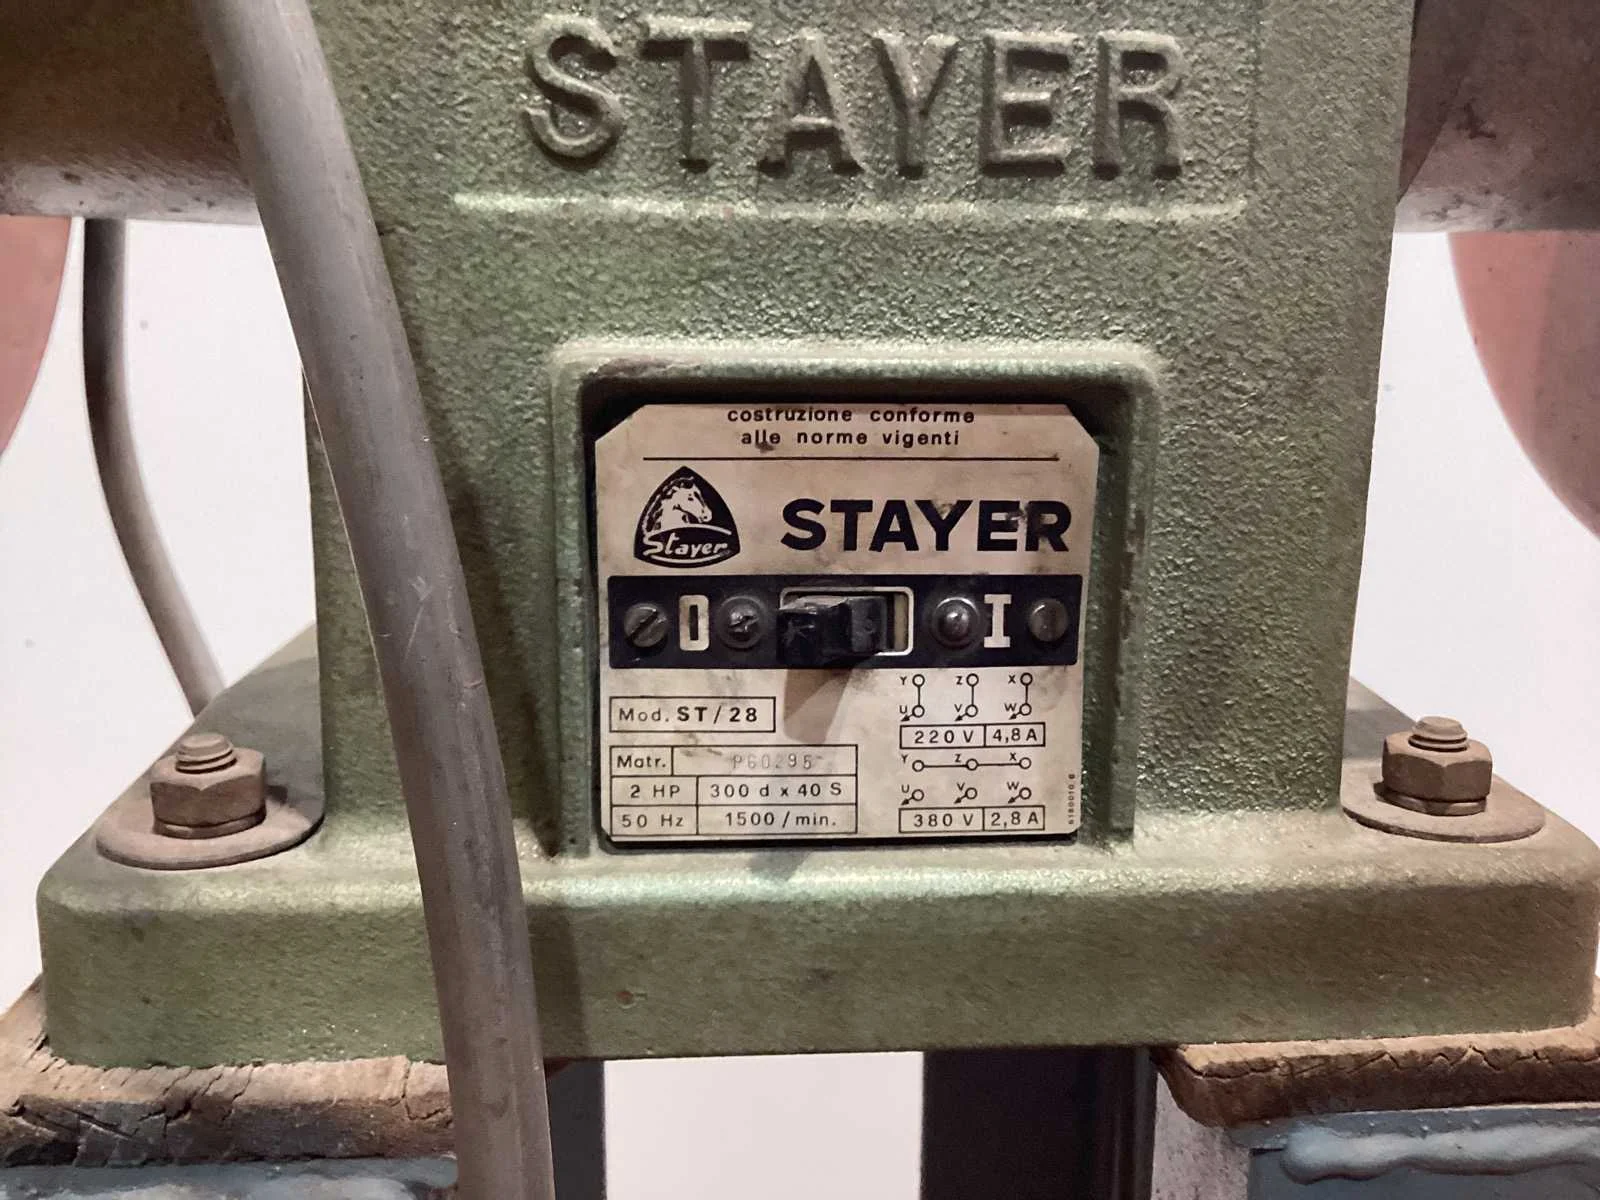 STAYER
costruzione conforme
alle norme vigenti
Stayer
STAYER
O I
Mod. ST/28
Matr. P60295
2 HP 300 d x 40 S
50 Hz 1500/min.
Y Z X
U V W
220 V 4,8 A
Y Z X
U V W
380 V 2,8 A